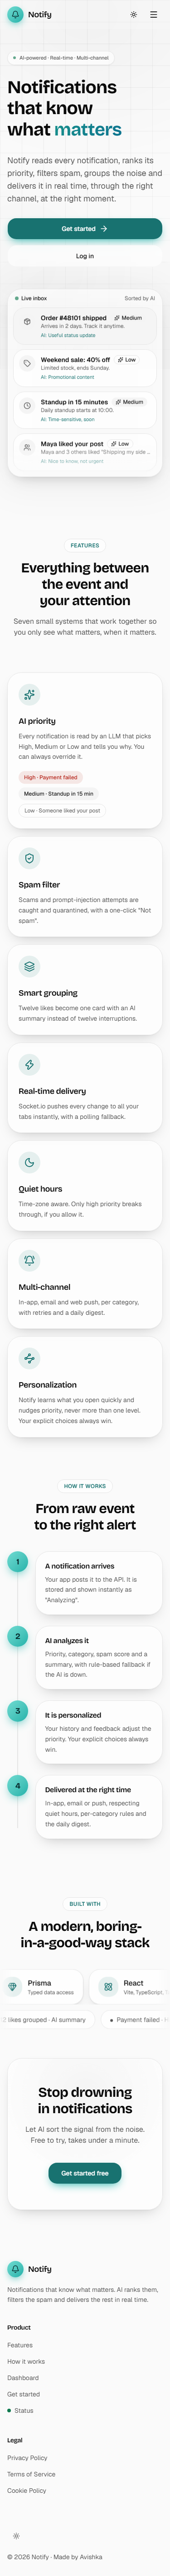 Notify
AI-powered · Real-time · Multi-channel
Notifications
that know
what matters
Notify reads every notification, ranks its
priority, filters spam, groups the noise and
delivers it in real time, through the right
channel, at the right moment.
Get started
Log in
Live inbox
Sorted by AI
Order #48101 shipped
Medium
Arrives in 2 days. Track it anytime.
AI: Useful status update
Weekend sale: 40% off
Low
Limited stock, ends Sunday.
AI: Promotional content
Standup in 15 minutes
Medium
Daily standup starts at 10:00.
AI: Time-sensitive, soon
Maya liked your post
Low
Maya and 3 others liked "Shipping my side ...
AI: Nice to know, not urgent
FEATURES
Everything between
the event and
your attention
Seven small systems that work together so
you only see what matters, when it matters.
AI priority
Every notification is read by an LLM that picks
High, Medium or Low and tells you why. You
can always override it.
High · Payment failed
Medium · Standup in 15 min
Low · Someone liked your post
Spam filter
Scams and prompt-injection attempts are
caught and quarantined, with a one-click "Not
spam".
Smart grouping
Twelve likes become one card with an AI
summary instead of twelve interruptions.
Real-time delivery
Socket.io pushes every change to all your
tabs instantly, with a polling fallback.
Quiet hours
Time-zone aware. Only high priority breaks
through, if you allow it.
Multi-channel
In-app, email and web push, per category,
with retries and a daily digest.
Personalization
Notify learns what you open quickly and
nudges priority, never more than one level.
Your explicit choices always win.
HOW IT WORKS
From raw event
to the right alert
1
A notification arrives
Your app posts it to the API. It is
stored and shown instantly as
"Analyzing".
2
AI analyzes it
Priority, category, spam score and a
summary, with rule-based fallback if
the AI is down.
3
It is personalized
Your history and feedback adjust the
priority. Your explicit choices always
win.
4
Delivered at the right time
In-app, email or push, respecting
quiet hours, per-category rules and
the daily digest.
BUILT WITH
A modern, boring-
in-a-good-way stack
Prisma
Typed data access
React
Vite, TypeScript,
likes grouped · AI summary
Payment failed ·
Stop drowning
in notifications
Let AI sort the signal from the noise.
Free to try, takes under a minute.
Get started free
Notify
Notifications that know what matters. AI ranks them,
filters the spam and delivers the rest in real time.
Product
Features
How it works
Dashboard
Get started
Status
Legal
Privacy Policy
Terms of Service
Cookie Policy
© 2026 Notify · Made by Avishka